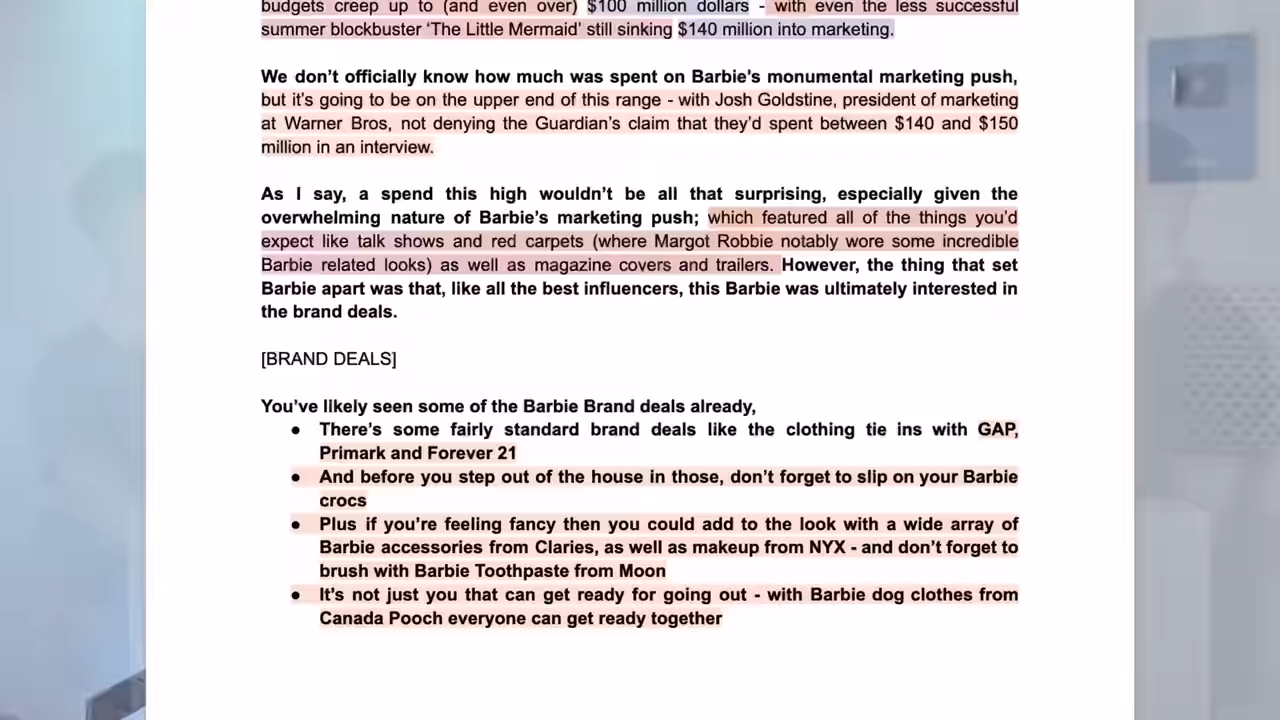 budgets creep up to (and even over) $100 million dollars - with even the less successful
summer blockbuster ‘The Little Mermaid’ still sinking $140 million into marketing.
We don’t officially know how much was spent on Barbie's monumental marketing push,
but it’s going to be on the upper end of this range - with Josh Goldstine, president of marketing
at Warner Bros, not denying the Guardian’s claim that they’d spent between $140 and $150
million in an interview.
As I say, a spend this high wouldn’t be all that surprising, especially given the
overwhelming nature of Barbie’s marketing push; which featured all of the things you’d
expect like talk shows and red carpets (where Margot Robbie notably wore some incredible
Barbie related looks) as well as magazine covers and trailers. However, the thing that set
Barbie apart was that, like all the best influencers, this Barbie was ultimately interested in
the brand deals.
[BRAND DEALS]
You’ve likely seen some of the Barbie Brand deals already,
● There’s some fairly standard brand deals like the clothing tie ins with GAP,
Primark and Forever 21
● And before you step out of the house in those, don’t forget to slip on your Barbie
crocs
● Plus if you’re feeling fancy then you could add to the look with a wide array of
Barbie accessories from Claries, as well as makeup from NYX - and don’t forget to
brush with Barbie Toothpaste from Moon
● It’s not just you that can get ready for going out - with Barbie dog clothes from
Canada Pooch everyone can get ready together